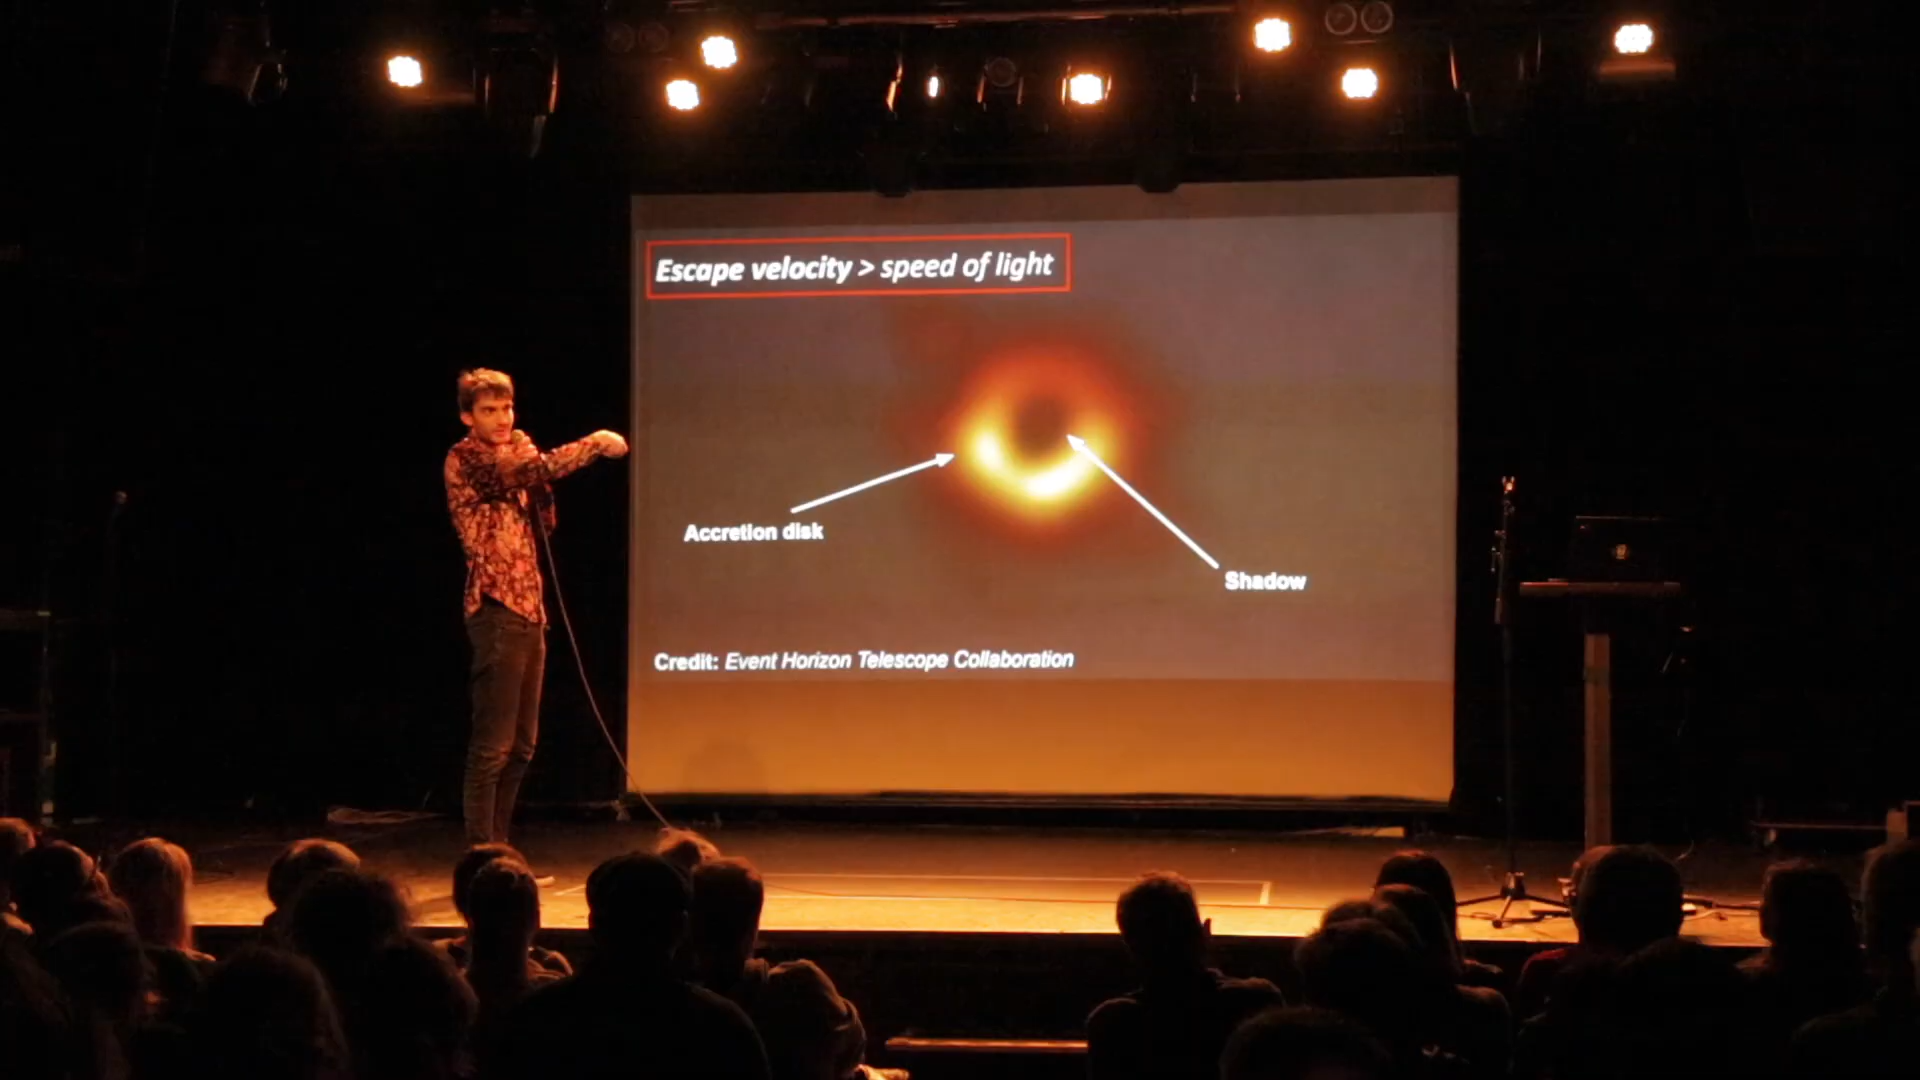 Escape velocity > speed of light
Accretion disk
Shadow
Credit: Event Horizon Telescope Collaboration